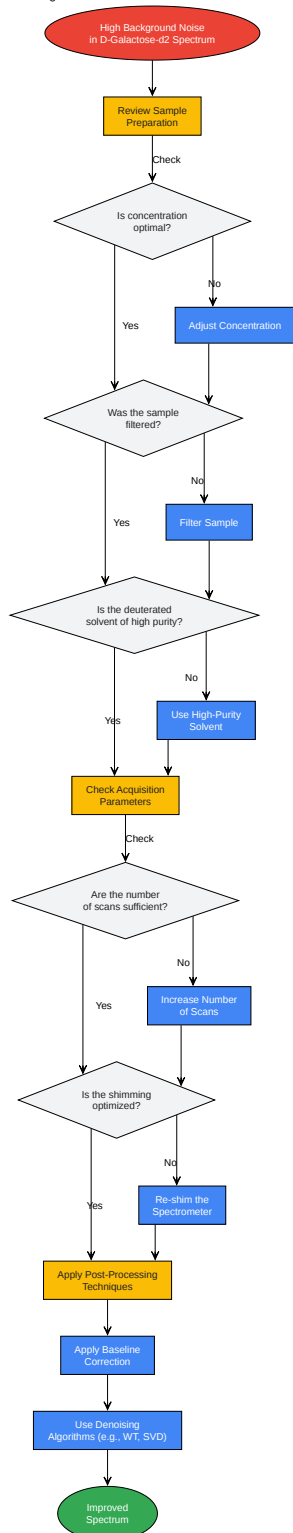 High Background Noise
in D-Galactose-d2 Spectrum
Review Sample
Preparation
Check
Is concentration
optimal?
No
Yes
Adjust Concentration
Was the sample
filtered?
No
Yes
Filter Sample
Is the deuterated
solvent of high purity?
No
Yes
Use High-Purity
Solvent
Check Acquisition
Parameters
Check
Are the number
of scans sufficient?
No
Yes
Increase Number
of Scans
Is the shimming
optimized?
No
Yes
Re-shim the
Spectrometer
Apply Post-Processing
Techniques
Apply Baseline
Correction
Use Denoising
Algorithms (e.g., WT, SVD)
Improved
Spectrum